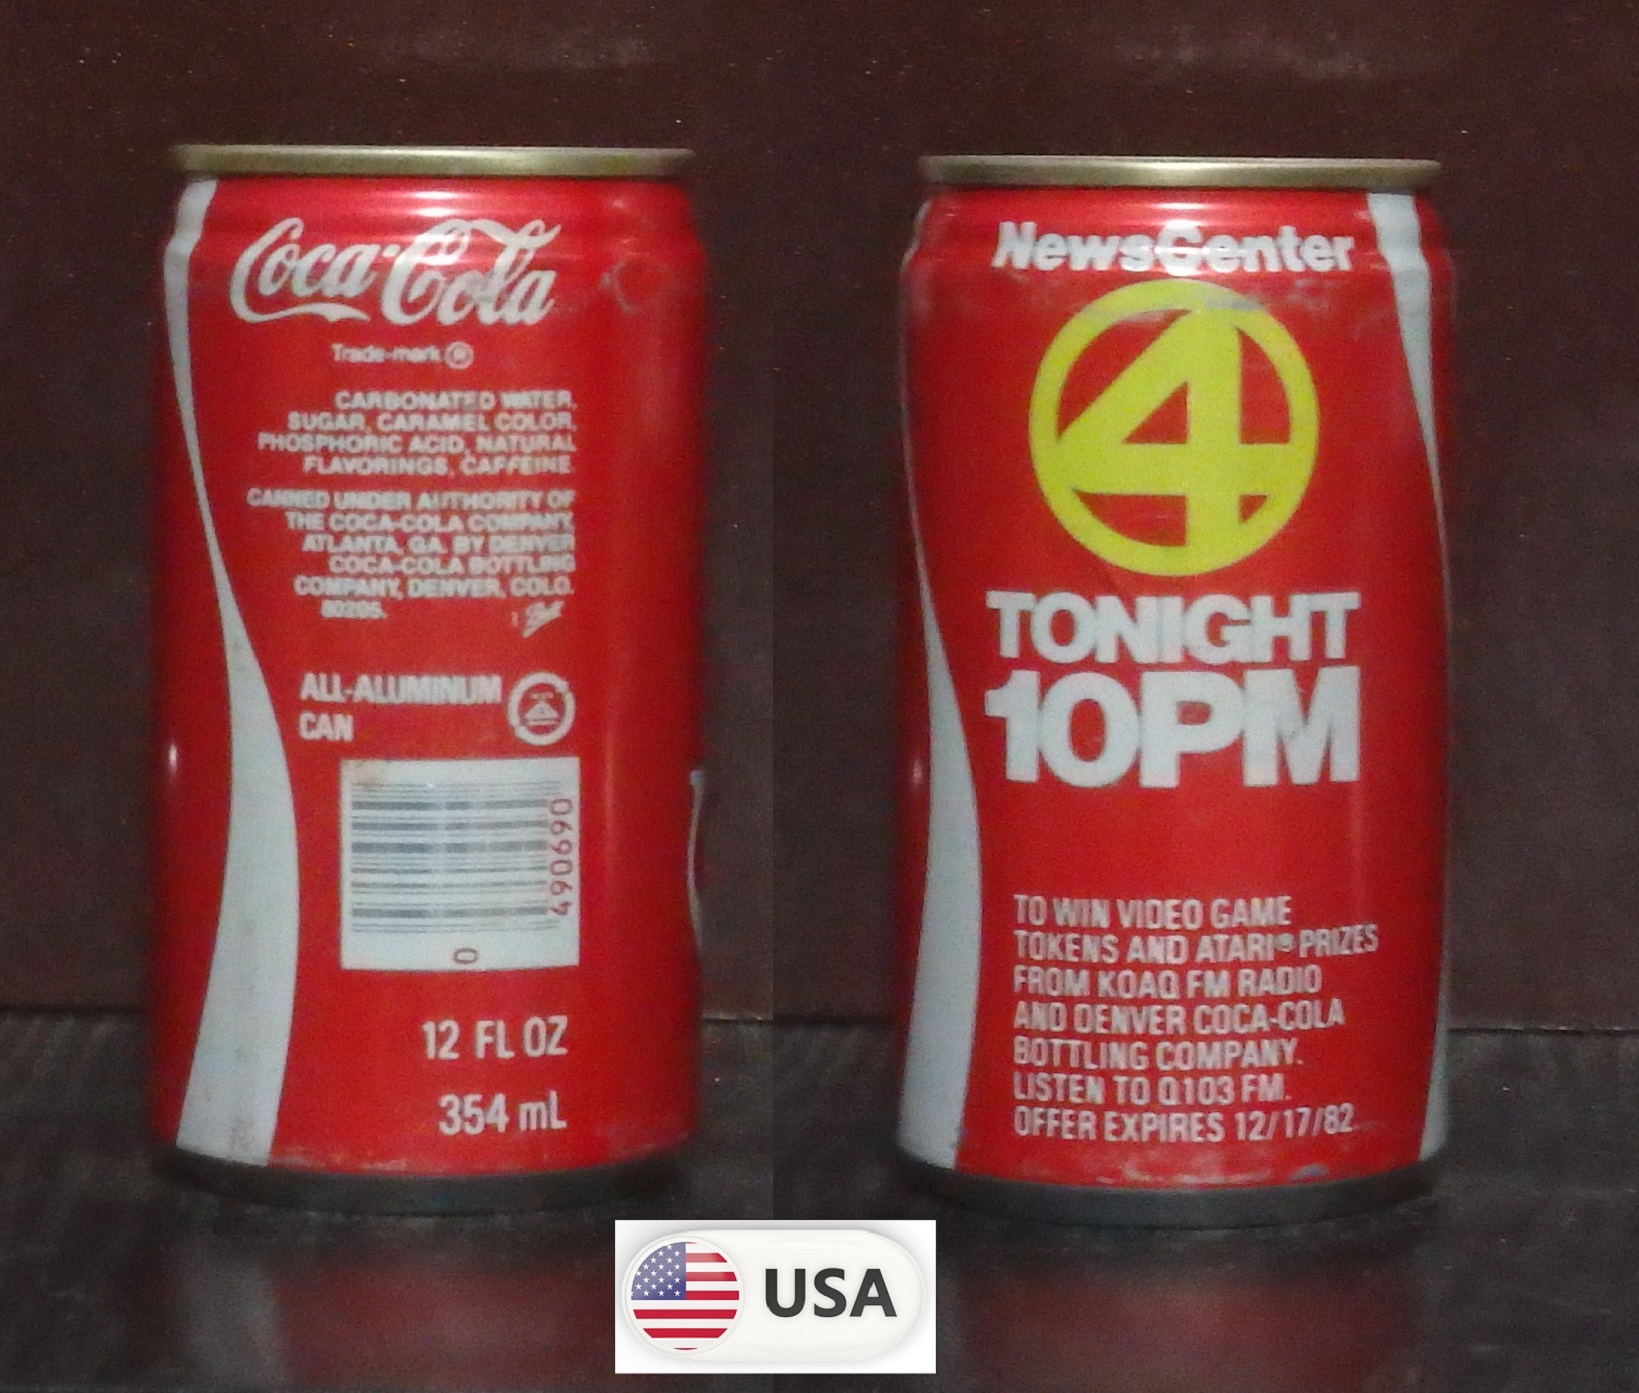 Coca-Cola
Trade-mark ®
CARBONATED WATER,
SUGAR, CARAMEL COLOR,
PHOSPHORIC ACID, NATURAL
FLAVORINGS, CAFFEINE
CANNED UNDER AUTHORITY OF
THE COCA-COLA COMPANY,
ATLANTA, GA. BY DENVER
COCA-COLA BOTTLING
COMPANY, DENVER, COLO.
80205.
Ball
ALL-ALUMINUM
CAN
490690
0
12 FL OZ
354 mL
NewsCenter
4
TONIGHT
10PM
TO WIN VIDEO GAME
TOKENS AND ATARI® PRIZES
FROM KOAQ FM RADIO
AND DENVER COCA-COLA
BOTTLING COMPANY.
LISTEN TO Q103 FM.
OFFER EXPIRES 12/17/82
USA